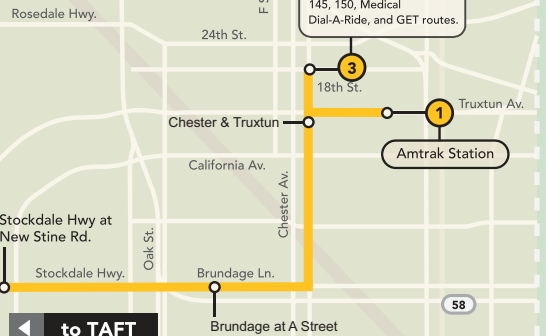 145, 150, Medical
Dial-A-Ride, and GET routes.
Rosedale Hwy.
F S
24th St.
3
18th St.
Truxtun Av.
1
Chester & Truxtun
Amtrak Station
California Av.
Chester Av.
Stockdale Hwy at
New Stine Rd.
Oak St.
Stockdale Hwy.
Brundage Ln.
58
to TAFT
Brundage at A Street